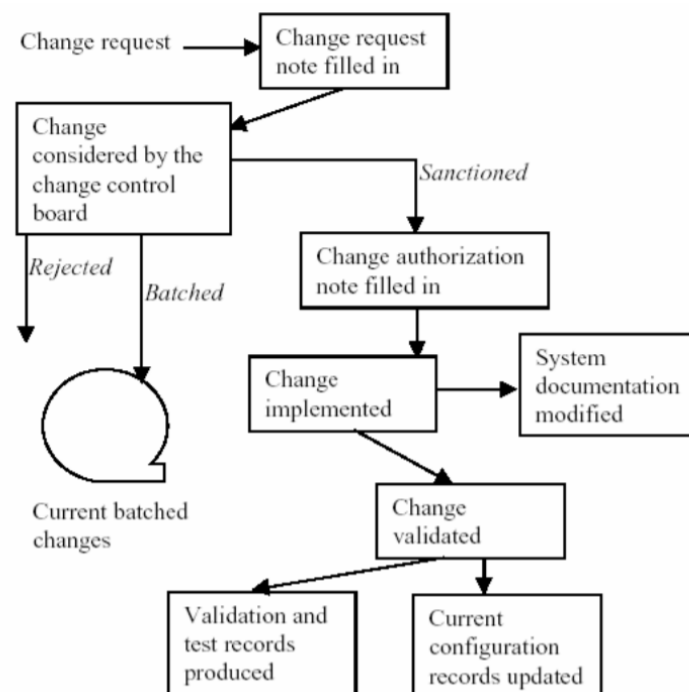 Change request
Change request
note filled in
Change
considered by the
change control
board
Sanctioned
Rejected
Batched
Change authorization
note filled in
Change
implemented
System
documentation
modified
Current batched
changes
Change
validated
Validation and
test records
produced
Current
configuration
records updated